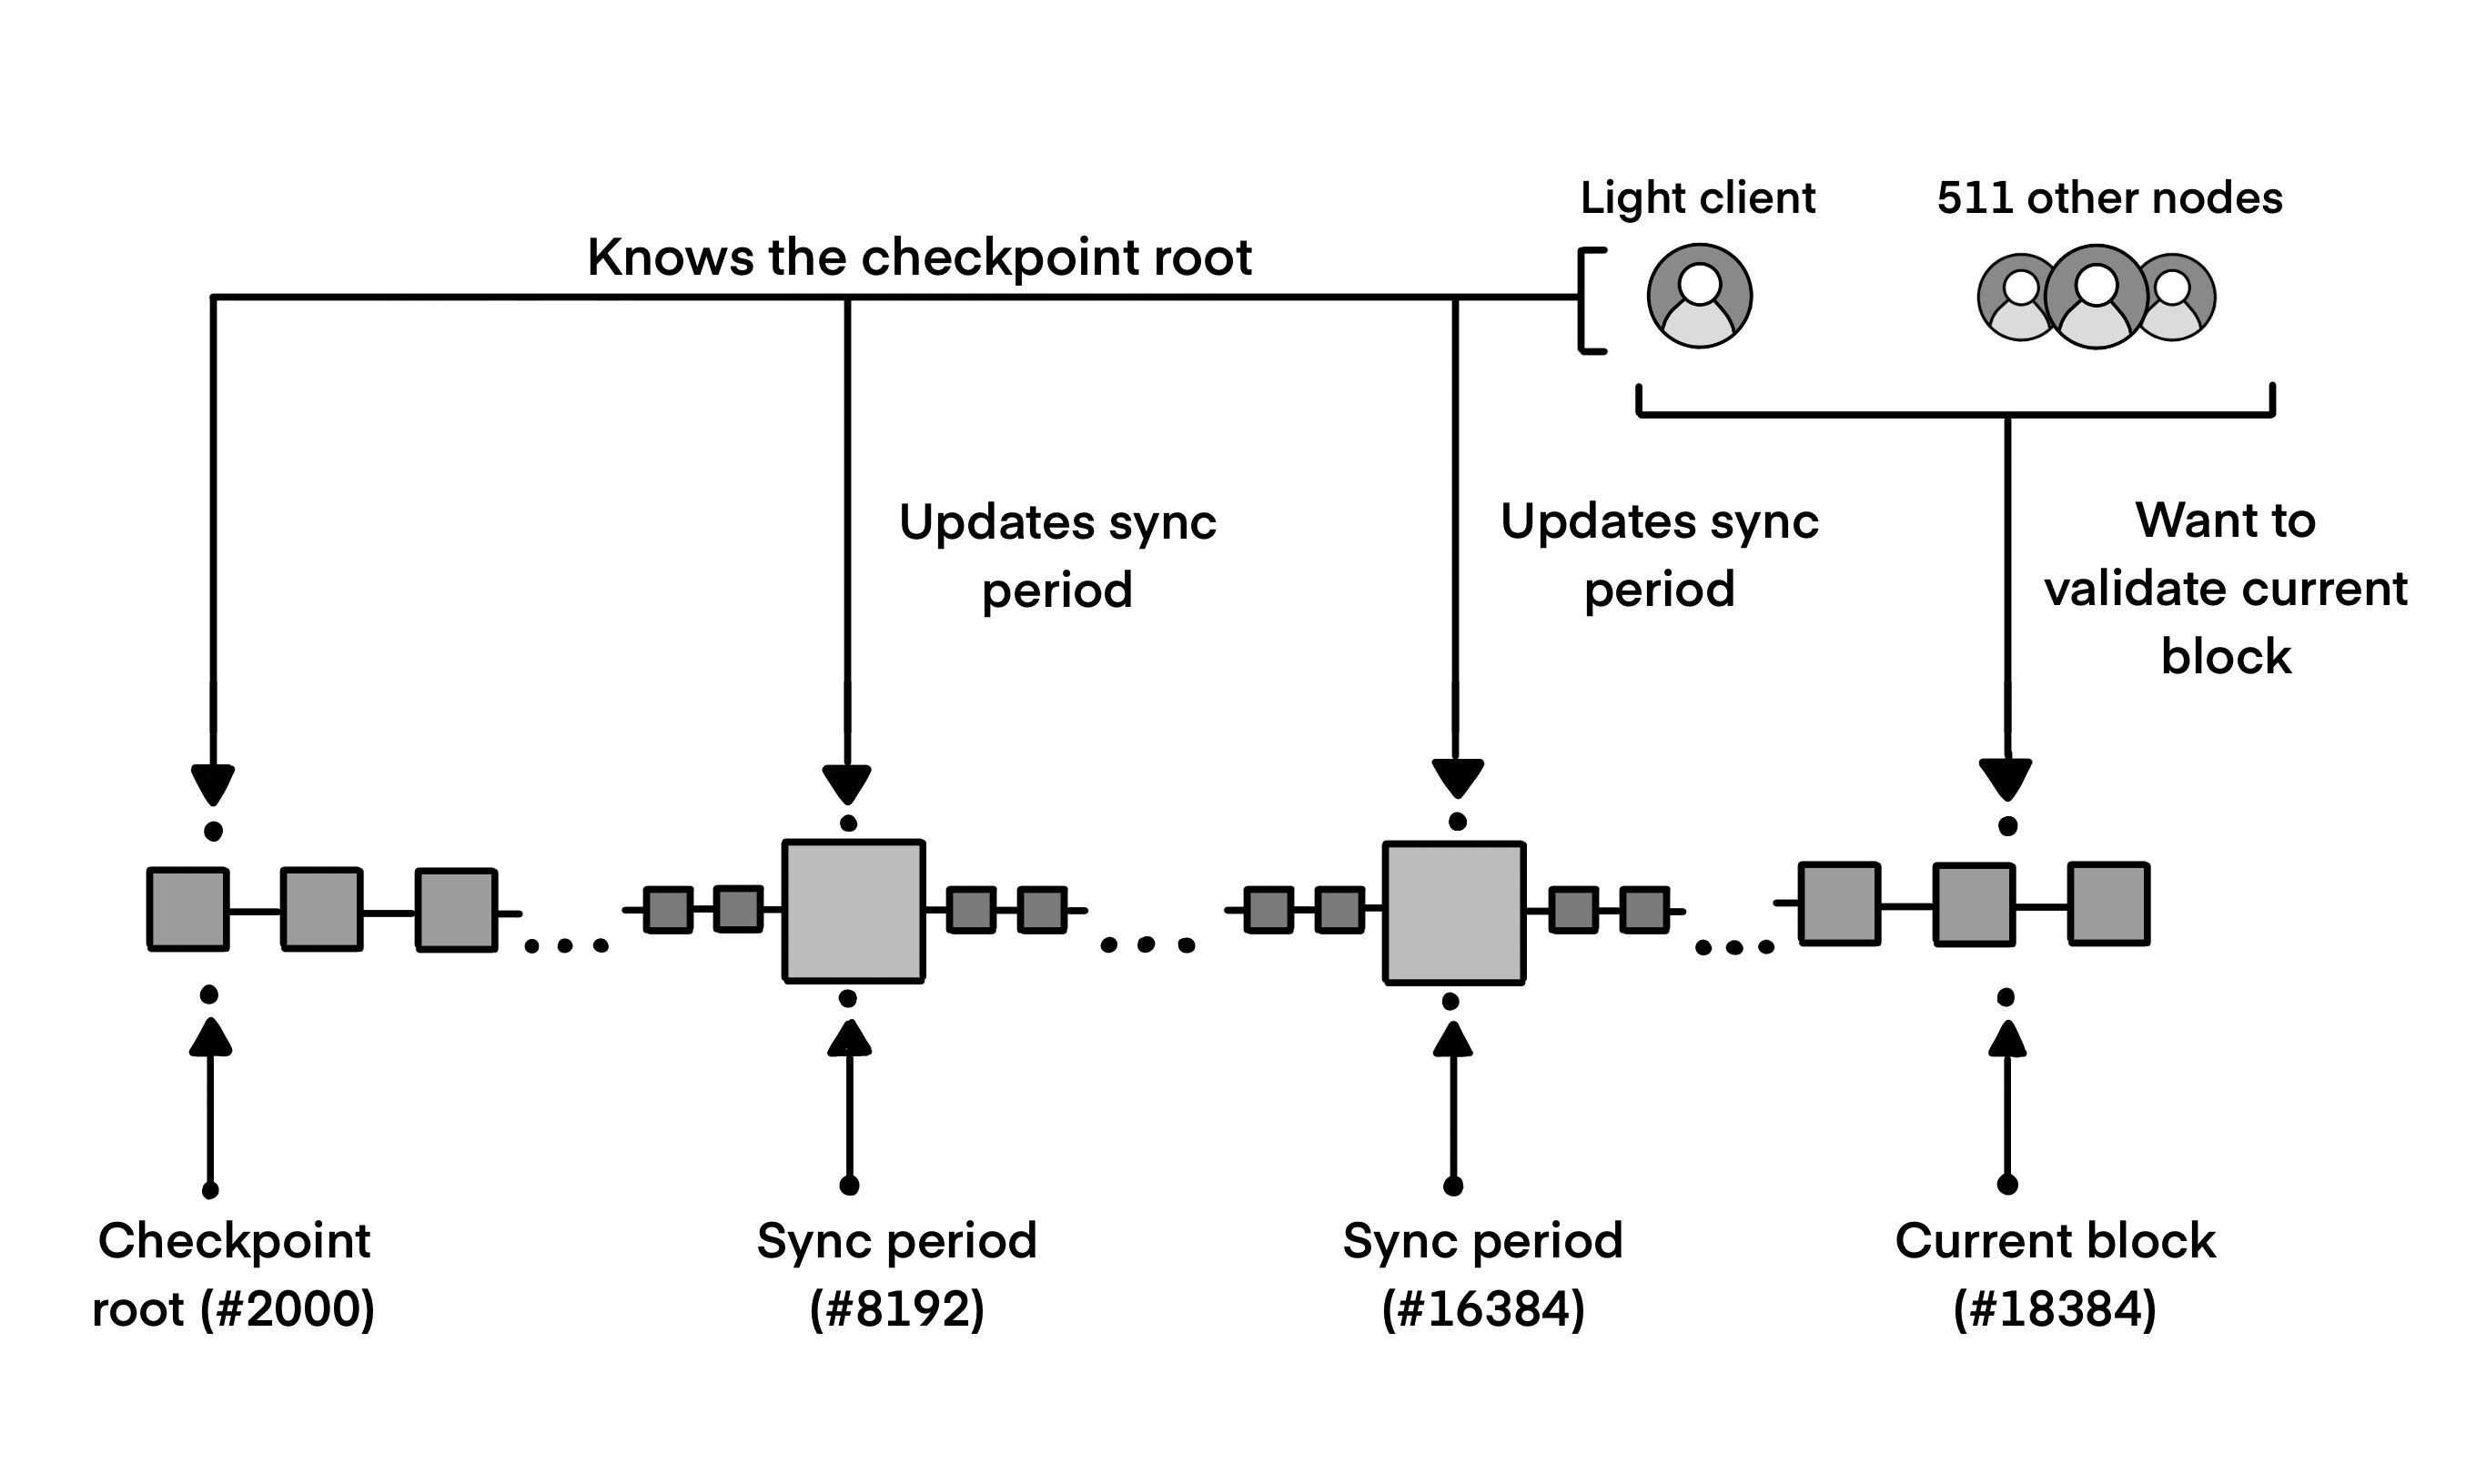 Light client
511 other nodes
Knows the checkpoint root
Updates sync
period
Updates sync
period
Want to
validate current
block
Checkpoint
root (#2000)
Sync period
(#8192)
Sync period
(#16384)
Current block
(#18384)